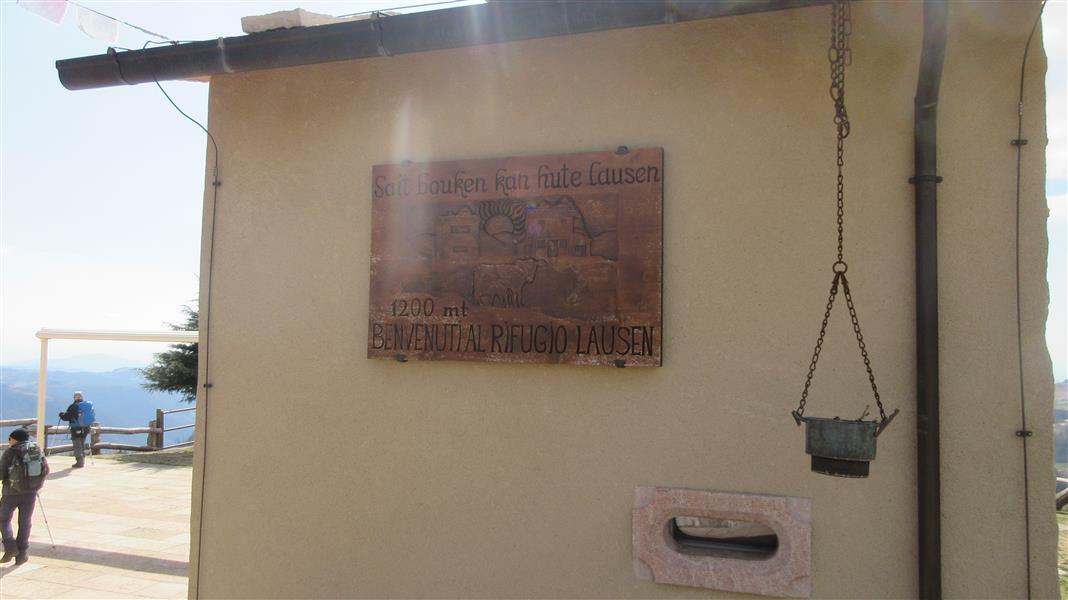 Sait bouken kan hute Lausen
1200 mt
BENVENUTI AL RIFUGIO LAUSEN